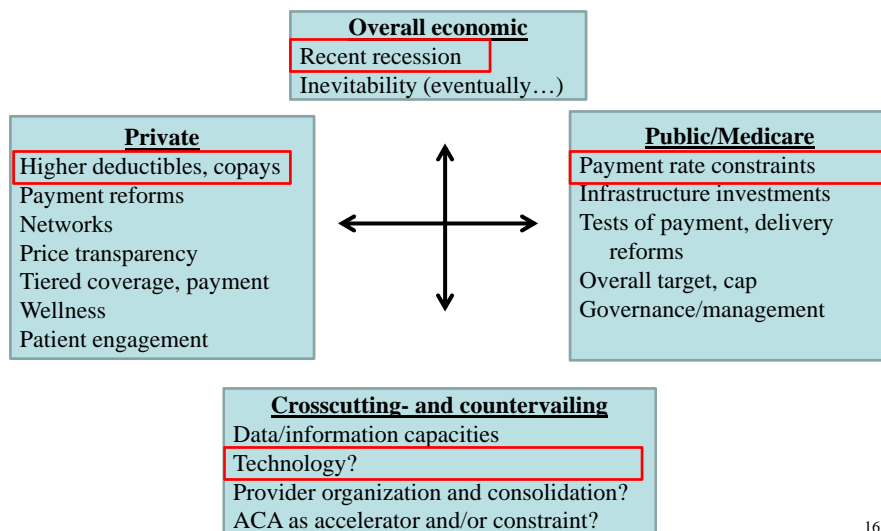 Overall economic
Recent recession
Inevitability (eventually…)
Private
Higher deductibles, copays
Payment reforms
Networks
Price transparency
Tiered coverage, payment
Wellness
Patient engagement
Public/Medicare
Payment rate constraints
Infrastructure investments
Tests of payment, delivery
reforms
Overall target, cap
Governance/management
Crosscutting- and countervailing
Data/information capacities
Technology?
Provider organization and consolidation?
ACA as accelerator and/or constraint?
16